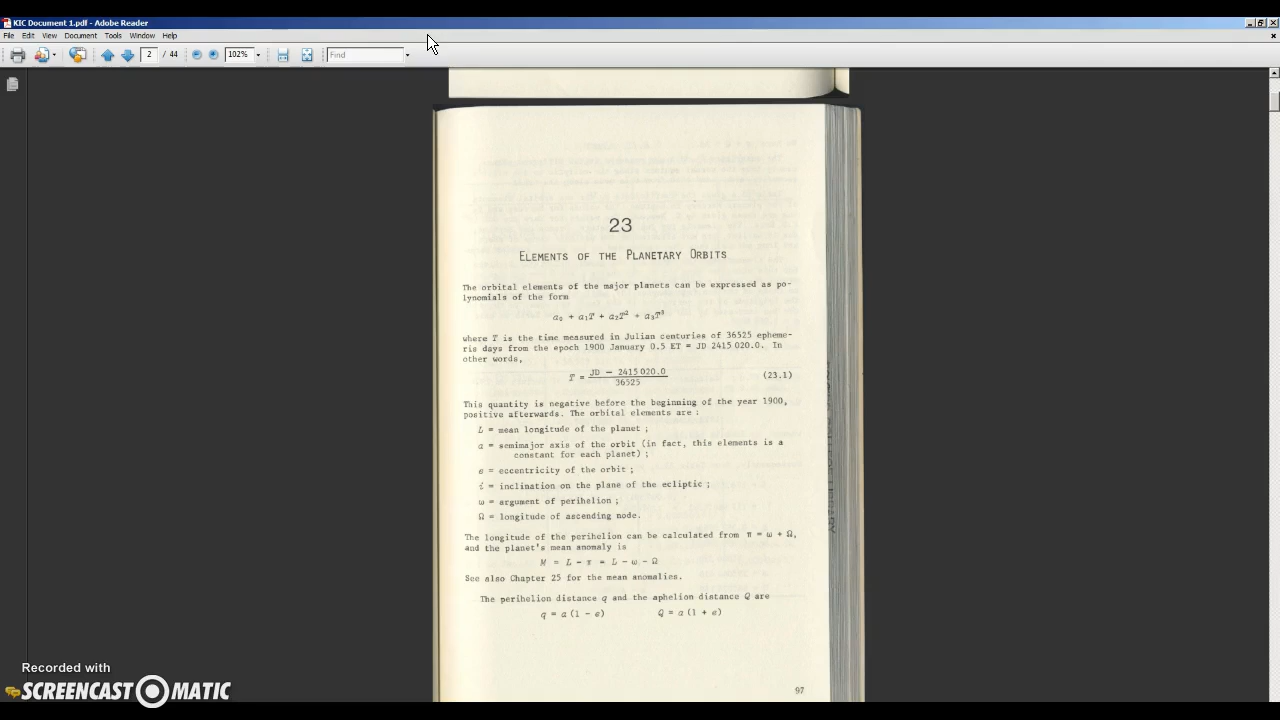 KIC Document 1.pdf - Adobe Reader
File Edit View Document Tools Window Help
2 / 44 102% Find
23
ELEMENTS OF THE PLANETARY ORBITS
The orbital elements of the major planets can be expressed as po-
lynomials of the form
a₀ + a₁T + a₂T² + a₃T³
where T is the time measured in Julian centuries of 36525 epheme-
ris days from the epoch 1900 January 0.5 ET = JD 2415 020.0. In
other words,
T = JD − 2415 020.0 / 36525 (23.1)
This quantity is negative before the beginning of the year 1900,
positive afterwards. The orbital elements are :
L = mean longitude of the planet ;
a = semimajor axis of the orbit (in fact, this elements is a
constant for each planet) ;
e = eccentricity of the orbit ;
i = inclination on the plane of the ecliptic ;
ω = argument of perihelion ;
Ω = longitude of ascending node.
The longitude of the perihelion can be calculated from π = ω + Ω,
and the planet's mean anomaly is
M = L − π = L − ω − Ω
See also Chapter 25 for the mean anomalies.
The perihelion distance q and the aphelion distance Q are
q = a (1 − e) Q = a (1 + e)
97
Recorded with
SCREENCAST O MATIC